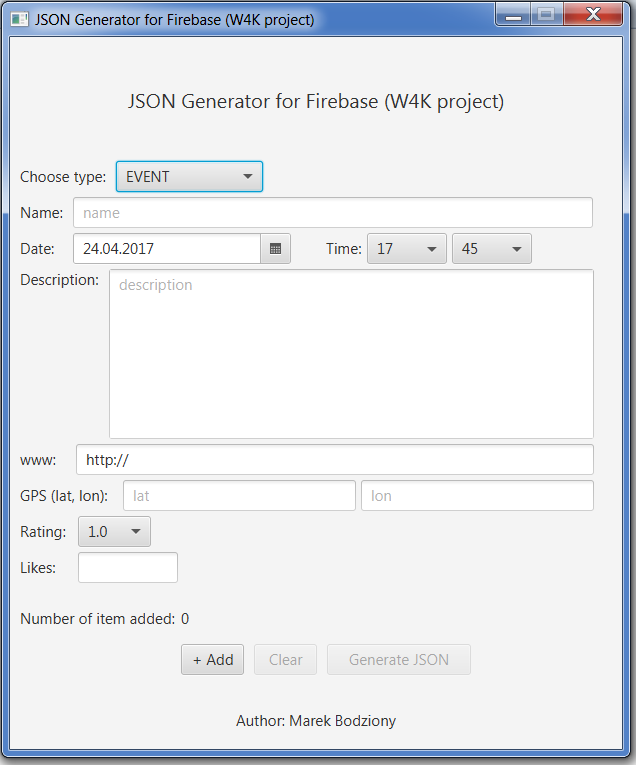 JSON Generator for Firebase (W4K project)
JSON Generator for Firebase (W4K project)
Choose type: EVENT
Name: name
Date: 24.04.2017 Time: 17 45
Description: description
www: http://
GPS (lat, lon): lat lon
Rating: 1.0
Likes:
Number of item added: 0
+ Add Clear Generate JSON
Author: Marek Bodziony